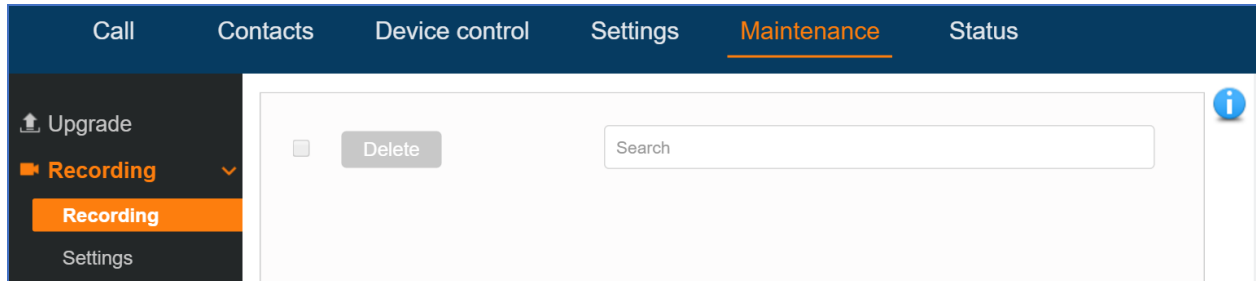 Call Contacts Device control Settings Maintenance Status
Upgrade
Recording
Recording
Settings
Delete Search